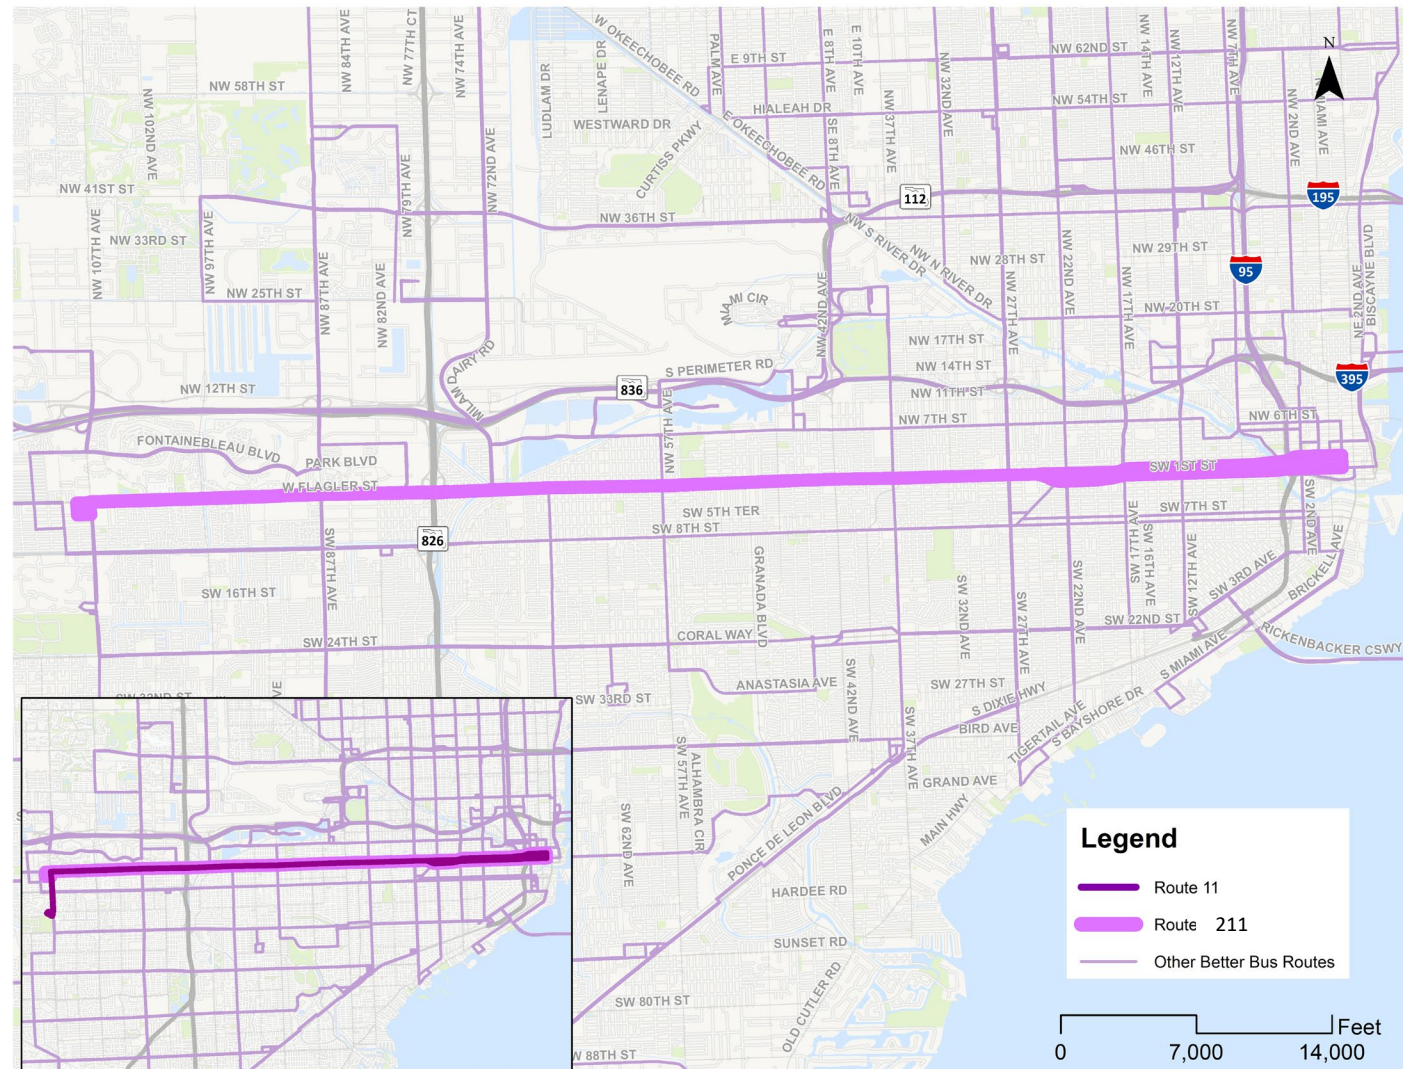 NW 84TH AVE
NW 77TH CT
NW 74TH AVE
W OKEECHOBEE RD
PALM AVE
E 9TH ST
E 8TH AVE
E 10TH AVE
NW 32ND AVE
NW 62ND ST
NW 14TH AVE
NW 12TH AVE
NW 7TH AVE
N
NW 58TH ST
NW 102ND AVE
LUDLAM DR
LENAPE DR
WESTWARD DR
CURTISS PKWY
HIALEAH DR
E OKEECHOBEE RD
SE 8TH AVE
NW 37TH AVE
NW 54TH ST
NW 46TH ST
NW 2ND AVE
MIAMI AVE
NW 41ST ST
NW 107TH AVE
NW 33RD ST
NW 97TH AVE
NW 25TH ST
NW 87TH AVE
NW 82ND AVE
NW 79TH AVE
NW 72ND AVE
NW 36TH ST
112
195
NW S RIVER DR
NW N RIVER DR
NW 28TH ST
NW 29TH ST
NW 27TH AVE
NW 22ND AVE
NW 17TH AVE
NW 20TH ST
95
NE 2ND AVE
BISCAYNE BLVD
MIAMI CIR
NW 42ND AVE
NW 17TH ST
NW 14TH ST
NW 11TH ST
NW 7TH ST
NW 6TH ST
395
NW 12TH ST
MILAM DAIRY RD
836
S PERIMETER RD
NW 57TH AVE
FONTAINEBLEAU BLVD
PARK BLVD
W FLAGLER ST
SW 1ST ST
826
SW 5TH TER
SW 8TH ST
SW 7TH ST
SW 87TH AVE
SW 16TH ST
SW 24TH ST
GRANADA BLVD
CORAL WAY
SW 32ND AVE
SW 27TH AVE
SW 22ND AVE
SW 17TH AVE
SW 16TH AVE
SW 12TH AVE
SW 3RD AVE
SW 2ND AVE
BRICKELL AVE
SW 22ND ST
S MIAMI AVE
RICKENBACKER CSWY
SW 33RD ST
ANASTASIA AVE
SW 42ND AVE
SW 27TH ST
S DIXIE HWY
BIRD AVE
TIGERTAIL AVE
S BAYSHORE DR
SW 37TH AVE
GRAND AVE
MAIN HWY
SW 57TH AVE
ALHAMBRA CIR
SW 62ND AVE
PONCE DE LEON BLVD
HARDEE RD
SUNSET RD
SW 80TH ST
OLD CUTLER RD
W 88TH ST
Legend
Route 11
Route 211
Other Better Bus Routes
Feet
0 7,000 14,000